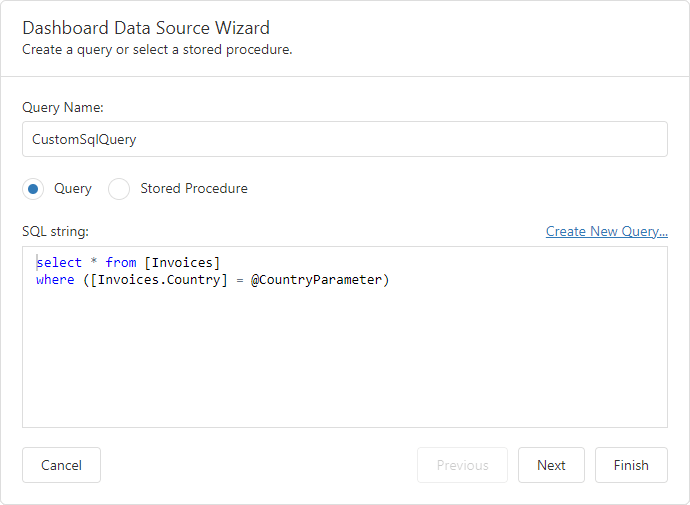 Dashboard Data Source Wizard
Create a query or select a stored procedure.
Query Name:
CustomSqlQuery
Query Stored Procedure
SQL string: Create New Query...
select * from [Invoices]
where ([Invoices.Country] = @CountryParameter)
Cancel Previous Next Finish